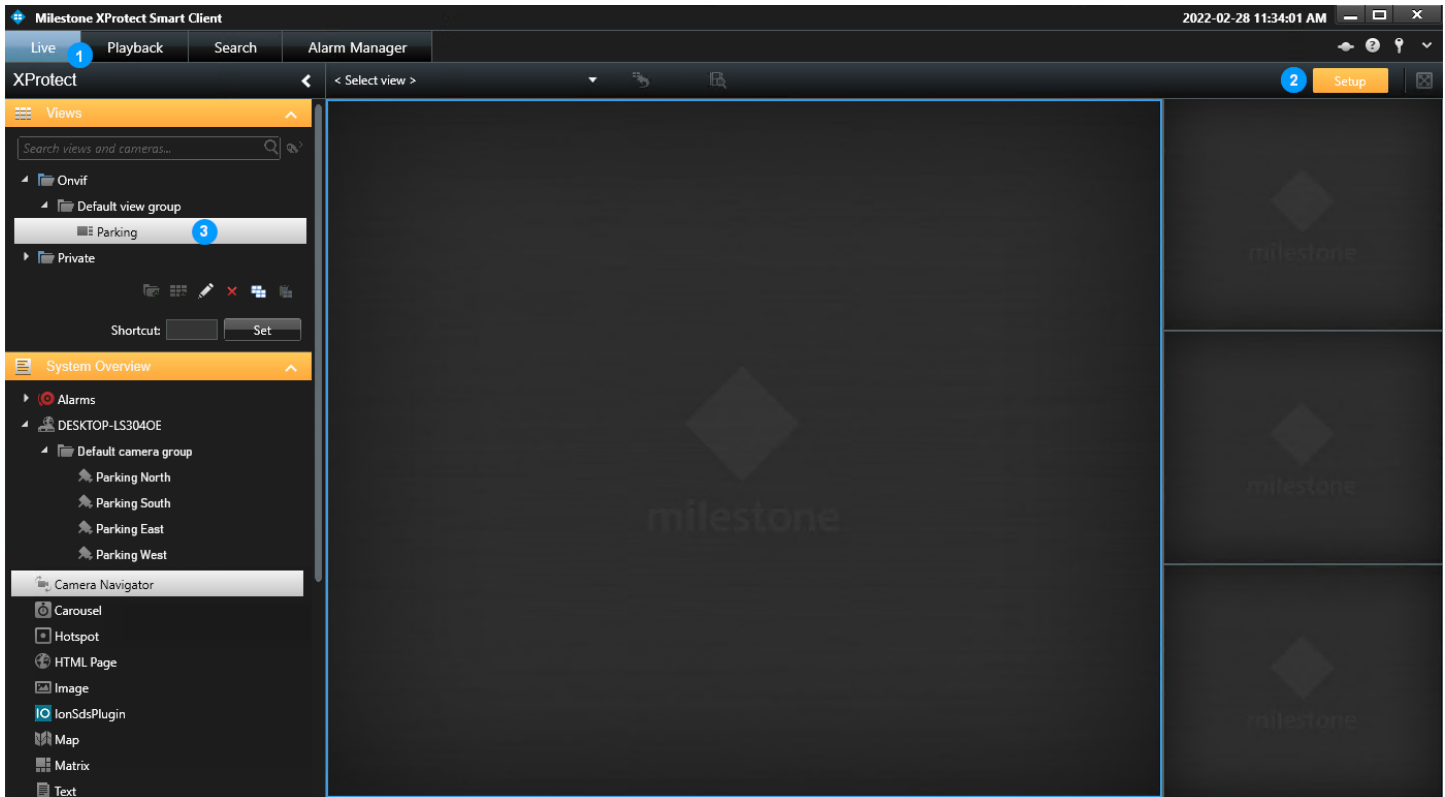 Milestone XProtect Smart Client
2022-02-28 11:34:01 AM
Live
1
Playback
Search
Alarm Manager
XProtect
< Select view >
2
Setup
Views
Search views and cameras...
Onvif
Default view group
Parking
3
Private
Shortcut:
Set
System Overview
Alarms
DESKTOP-LS304OE
Default camera group
Parking North
Parking South
Parking East
Parking West
Camera Navigator
Carousel
Hotspot
HTML Page
Image
IO IonSdsPlugin
Map
Matrix
Text
milestone
milestone
milestone
milestone